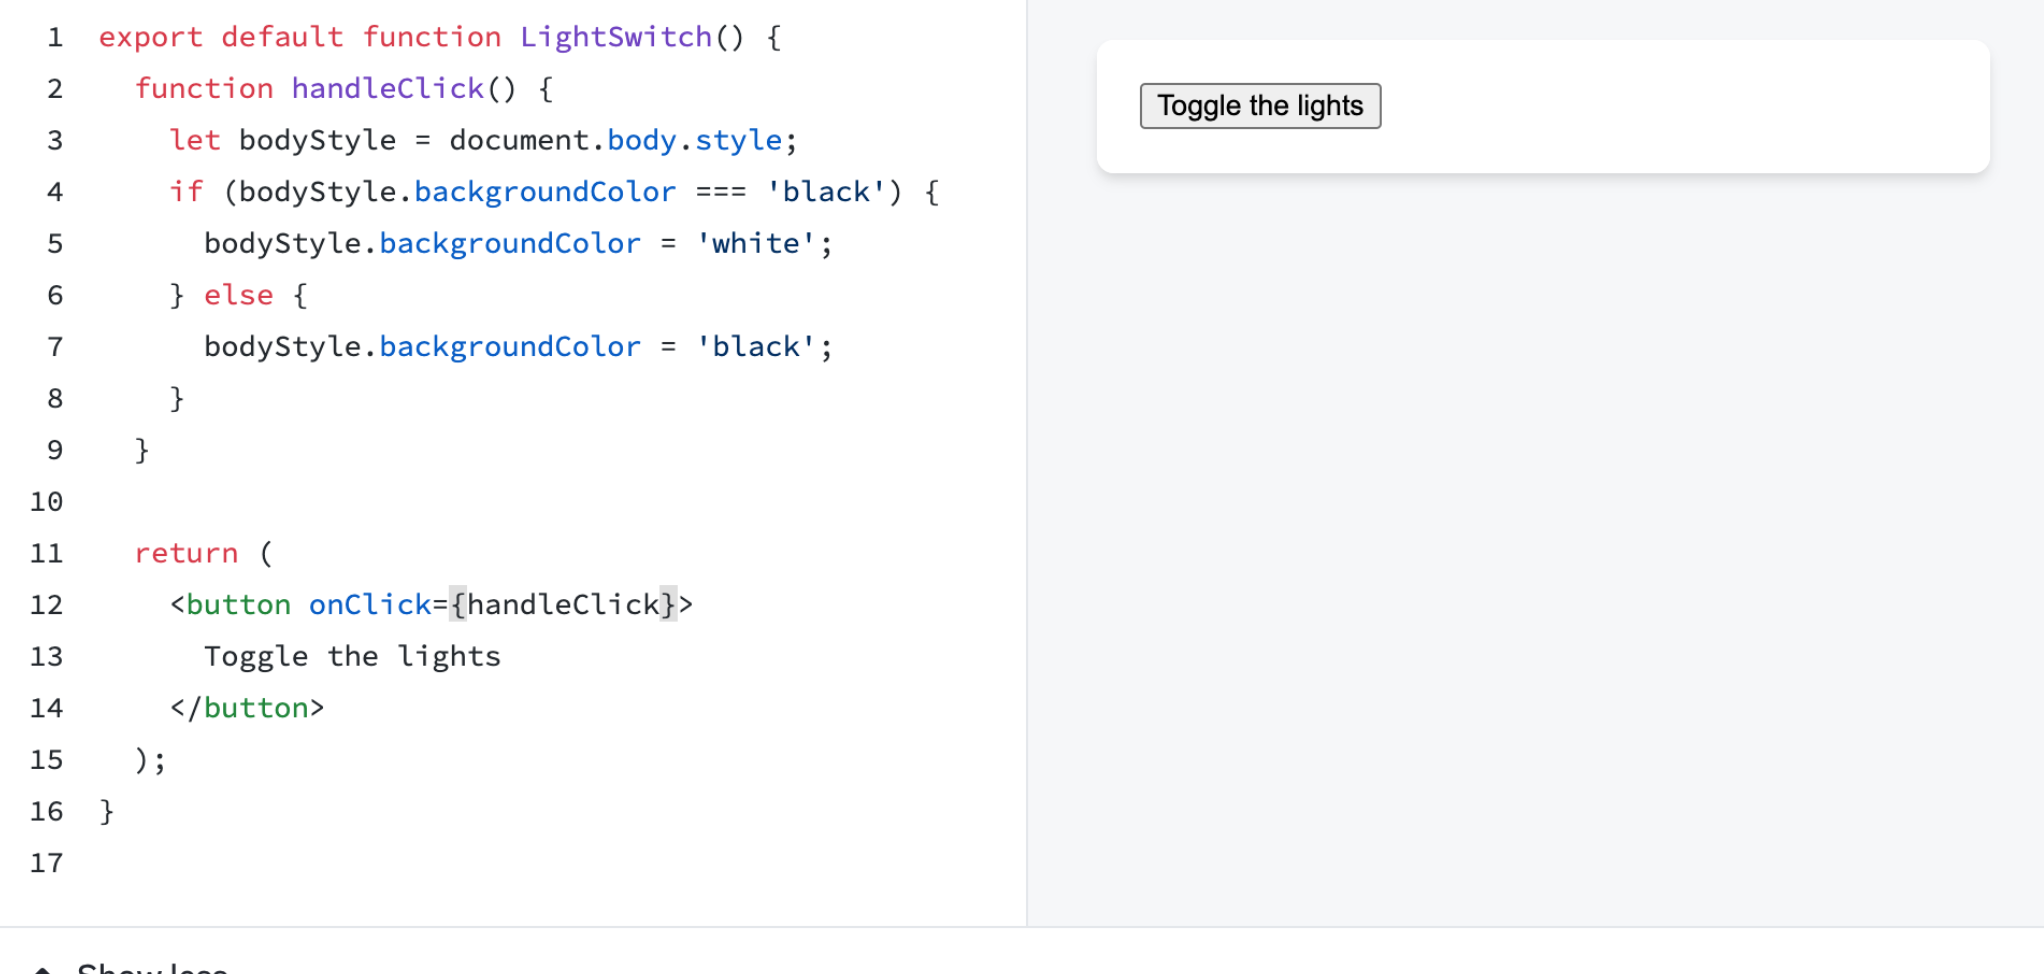 1 export default function LightSwitch() {
2 function handleClick() {
3 let bodyStyle = document.body.style;
4 if (bodyStyle.backgroundColor === 'black') {
5 bodyStyle.backgroundColor = 'white';
6 } else {
7 bodyStyle.backgroundColor = 'black';
8 }
9 }
10
11 return (
12 <button onClick={handleClick}>
13 Toggle the lights
14 </button>
15 );
16 }
17
Toggle the lights
Show less